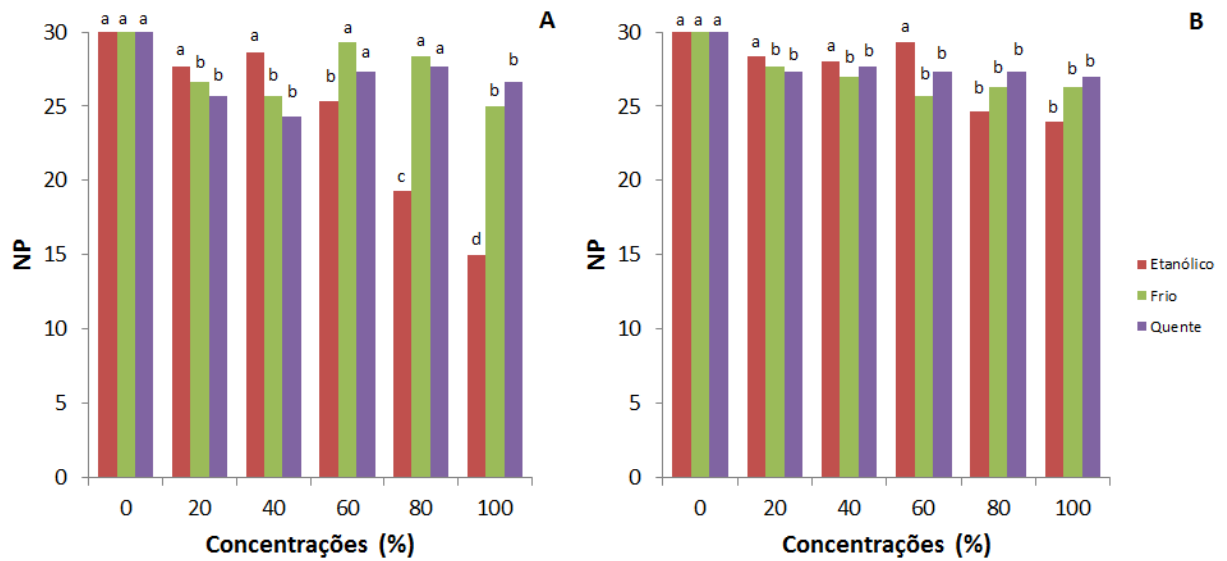 A
NP
30
25
20
15
10
5
0
a a a
a b b
a b b
b a a
c a a
d b b
0 20 40 60 80 100
Concentrações (%)
B
NP
30
25
20
15
10
5
0
a a a
a b b
a b b
a b b
b b b
b b b
0 20 40 60 80 100
Concentrações (%)
Etanólico
Frio
Quente